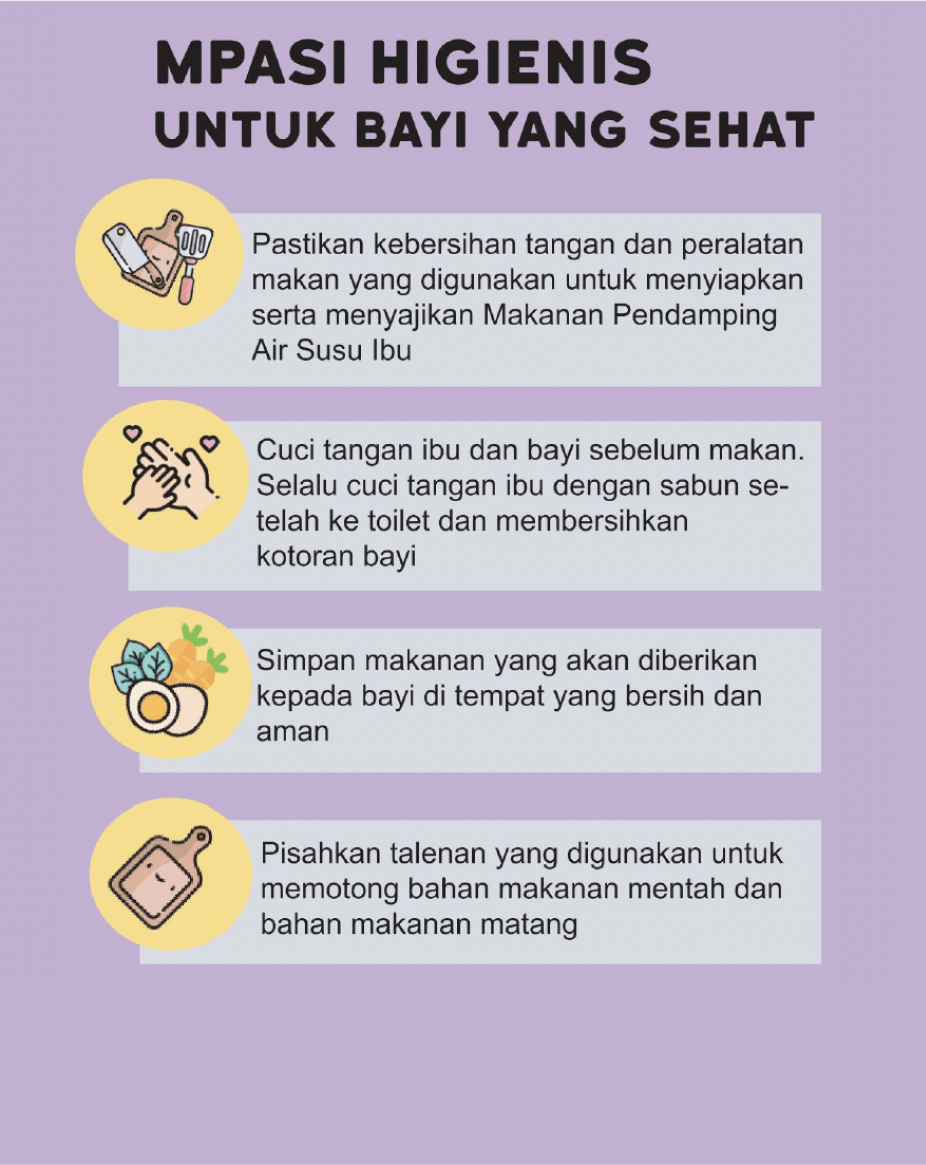 MPASI HIGIENIS
UNTUK BAYI YANG SEHAT
Pastikan kebersihan tangan dan peralatan
makan yang digunakan untuk menyiapkan
serta menyajikan Makanan Pendamping
Air Susu Ibu
Cuci tangan ibu dan bayi sebelum makan.
Selalu cuci tangan ibu dengan sabun se-
telah ke toilet dan membersihkan
kotoran bayi
Simpan makanan yang akan diberikan
kepada bayi di tempat yang bersih dan
aman
Pisahkan talenan yang digunakan untuk
memotong bahan makanan mentah dan
bahan makanan matang